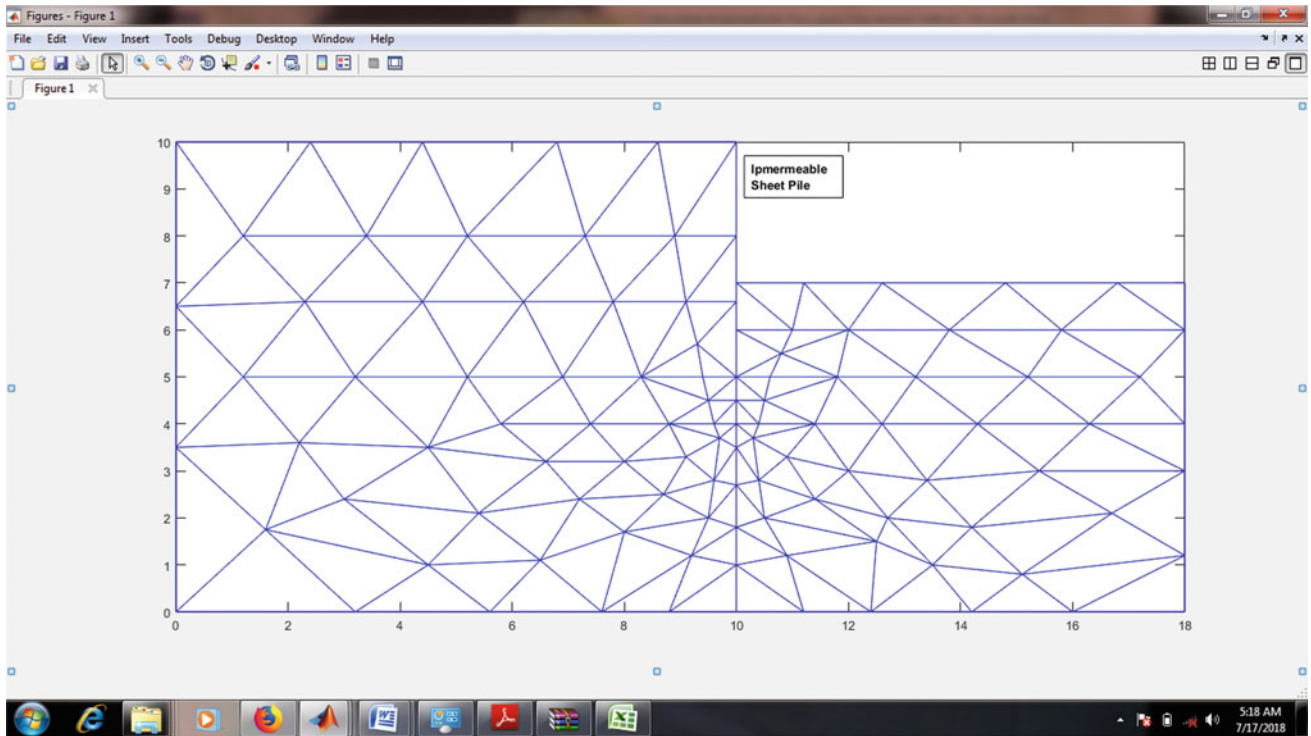 Figures - Figure 1
File Edit View Insert Tools Debug Desktop Window Help
Figure 1
10
9
8
7
6
5
4
3
2
1
0
Ipmermeable
Sheet Pile
0 2 4 6 8 10 12 14 16 18
5:18 AM
7/17/2018